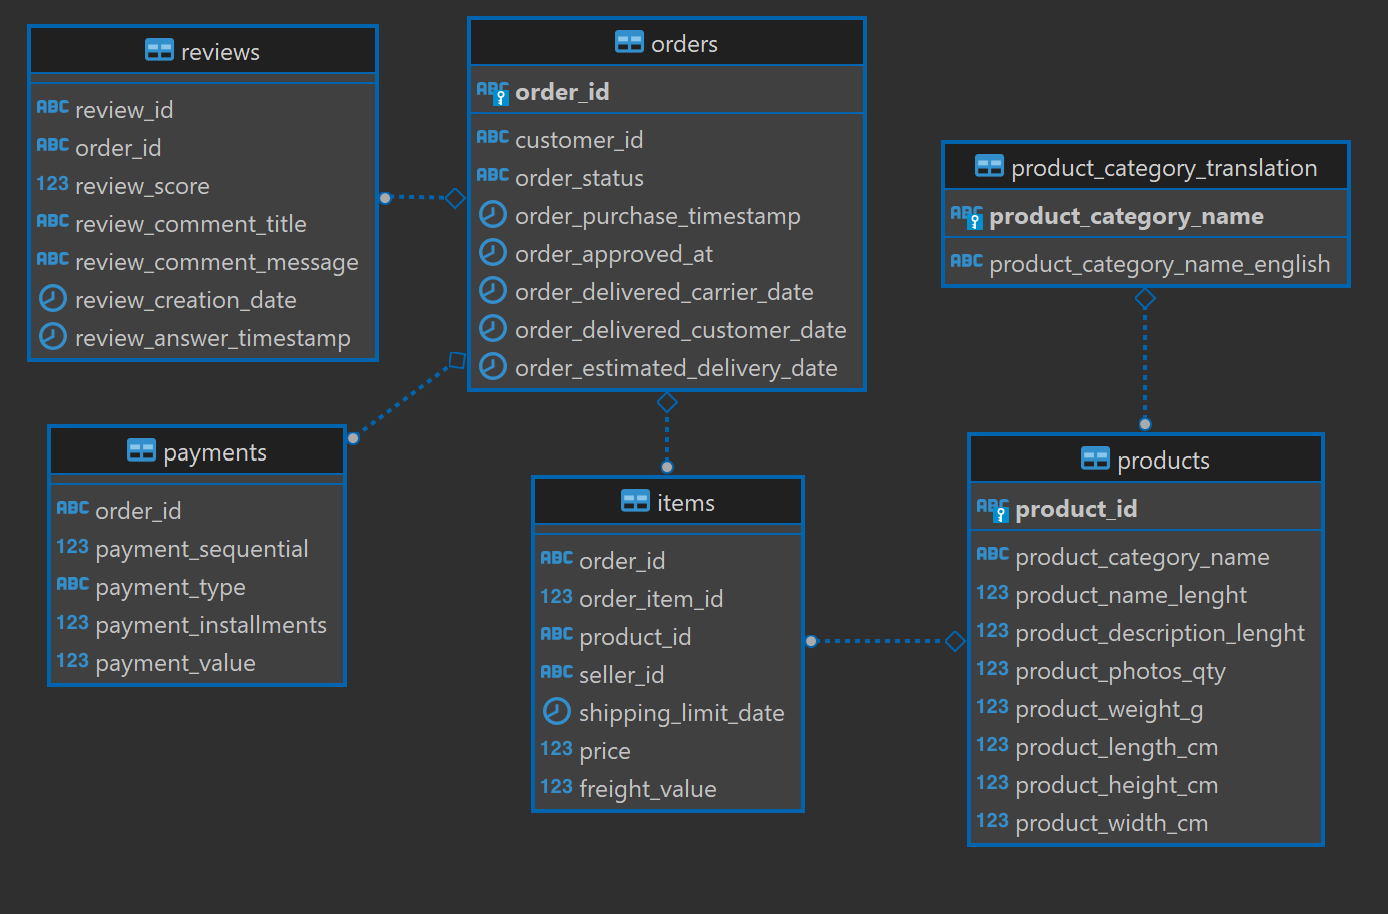 reviews
ABC review_id
ABC order_id
123 review_score
ABC review_comment_title
ABC review_comment_message
review_creation_date
review_answer_timestamp
orders
ABC order_id
ABC customer_id
ABC order_status
order_purchase_timestamp
order_approved_at
order_delivered_carrier_date
order_delivered_customer_date
order_estimated_delivery_date
product_category_translation
ABC product_category_name
ABC product_category_name_english
payments
ABC order_id
123 payment_sequential
ABC payment_type
123 payment_installments
123 payment_value
items
ABC order_id
123 order_item_id
ABC product_id
ABC seller_id
shipping_limit_date
123 price
123 freight_value
products
ABC product_id
ABC product_category_name
123 product_name_lenght
123 product_description_lenght
123 product_photos_qty
123 product_weight_g
123 product_length_cm
123 product_height_cm
123 product_width_cm